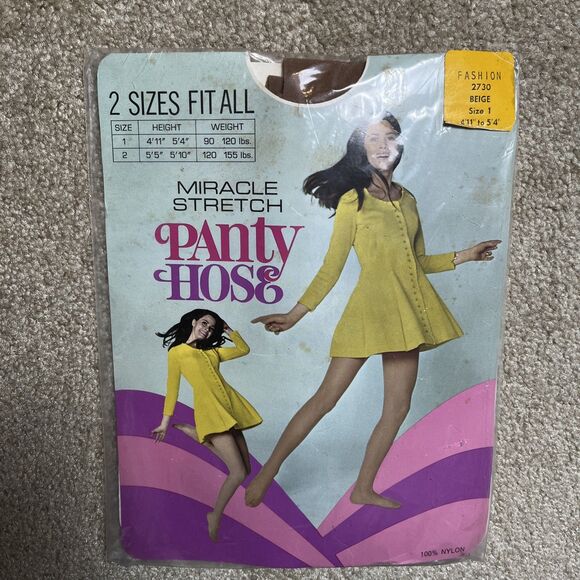 FASHION
2730
BEIGE
Size 1
4'11" to 5'4'
2 SIZES FIT ALL
SIZE HEIGHT WEIGHT
1 4'11" 5'4" 90 120 lbs.
2 5'5" 5'10" 120 155 lbs.
MIRACLE
STRETCH
PANty
HOSE
100% NYLON